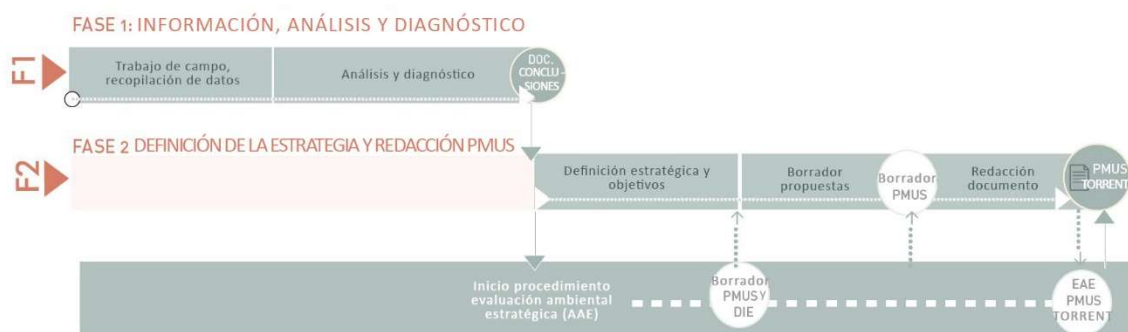 FASE 1: INFORMACIÓN, ANÁLISIS Y DIAGNÓSTICO
F1
Trabajo de campo,
recopilación de datos
Análisis y diagnóstico
DOC.
CONCLU-
SIONES
FASE 2 DEFINICIÓN DE LA ESTRATEGIA Y REDACCIÓN PMUS
F2
Definición estratégica y
objetivos
Borrador
propuestas
Borrador
PMUS
Redacción
documento
PMUS
TORRENT
Inicio procedimiento
evaluación ambiental
estratégica (AAE)
Borrador
PMUS Y
DIE
EAE
PMUS
TORRENT